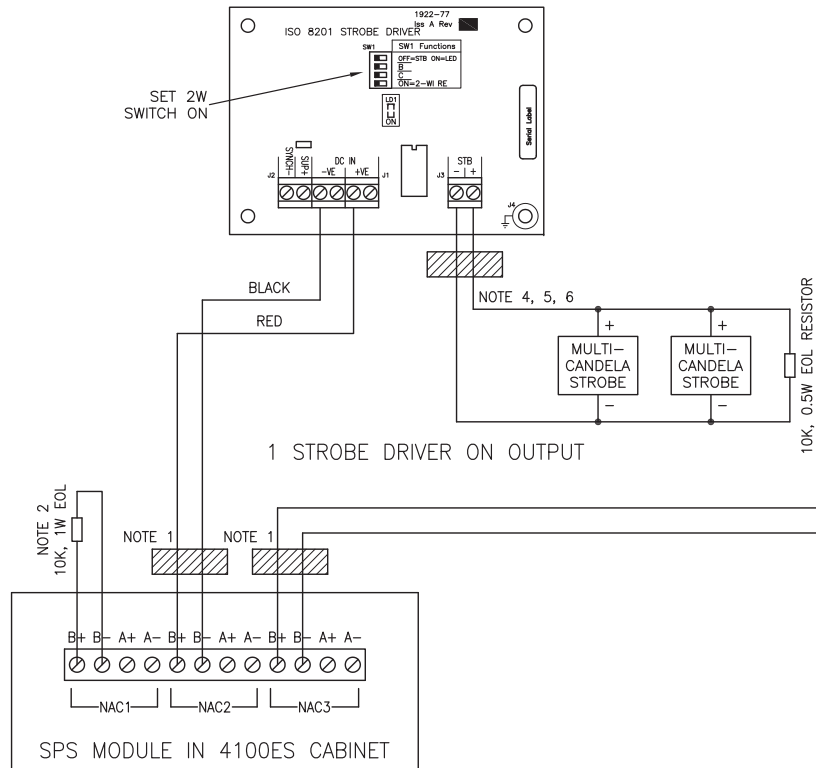 1922-77
Iss A Rev
ISO 8201 STROBE DRIVER
SW1
SW1 Functions
OFF=STB ON=LED
B
C
ON=2-WI RE
SET 2W
SWITCH ON
LD1
ON
Serial Label
SYNCH-
SUP+
DC IN
-VE +VE
J2
J1
J3
STB
- +
J4
BLACK
RED
NOTE 4, 5, 6
+ +
MULTI-
CANDELA
STROBE
MULTI-
CANDELA
STROBE
- -
10K, 0.5W EOL RESISTOR
1 STROBE DRIVER ON OUTPUT
NOTE 2
10K, 1W EOL
NOTE 1
NOTE 1
B+ B- A+ A- B+ B- A+ A- B+ B- A+ A-
NAC1 NAC2 NAC3
SPS MODULE IN 4100ES CABINET